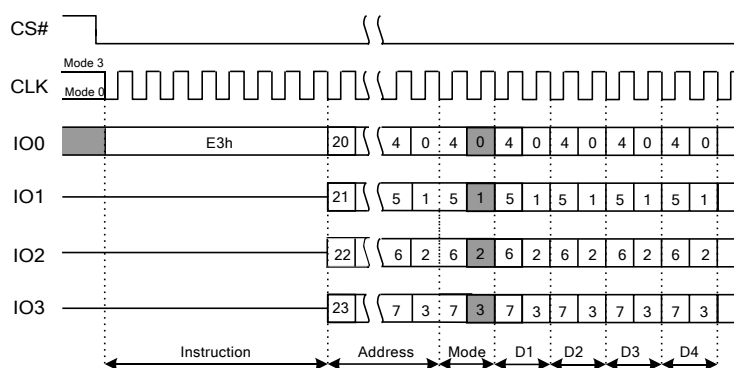 CS#
Mode 3
CLK
Mode 0
IO0 E3h 20 4 0 4 0 4 0 4 0 4 0 4 0
IO1 21 5 1 5 1 5 1 5 1 5 1 5 1
IO2 22 6 2 6 2 6 2 6 2 6 2 6 2
IO3 23 7 3 7 3 7 3 7 3 7 3 7 3
Instruction Address Mode D1 D2 D3 D4